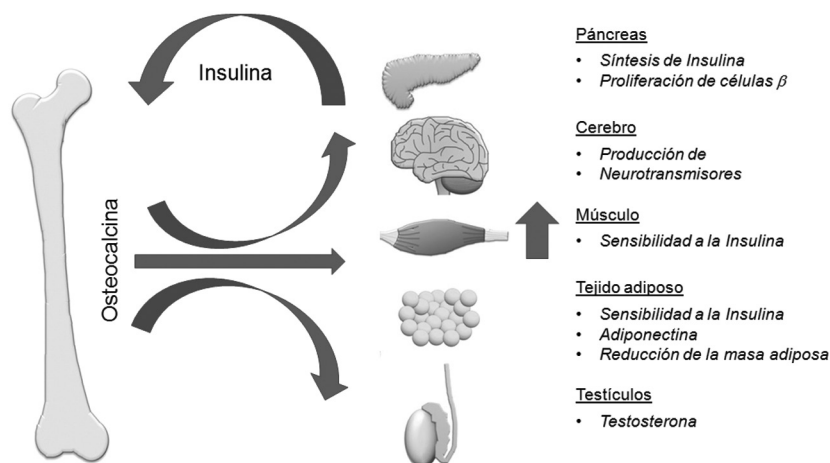 Insulina
Osteocalcina
Páncreas
• Síntesis de Insulina
• Proliferación de células β
Cerebro
• Producción de
• Neurotransmisores
Músculo
• Sensibilidad a la Insulina
Tejido adiposo
• Sensibilidad a la Insulina
• Adiponectina
• Reducción de la masa adiposa
Testículos
• Testosterona